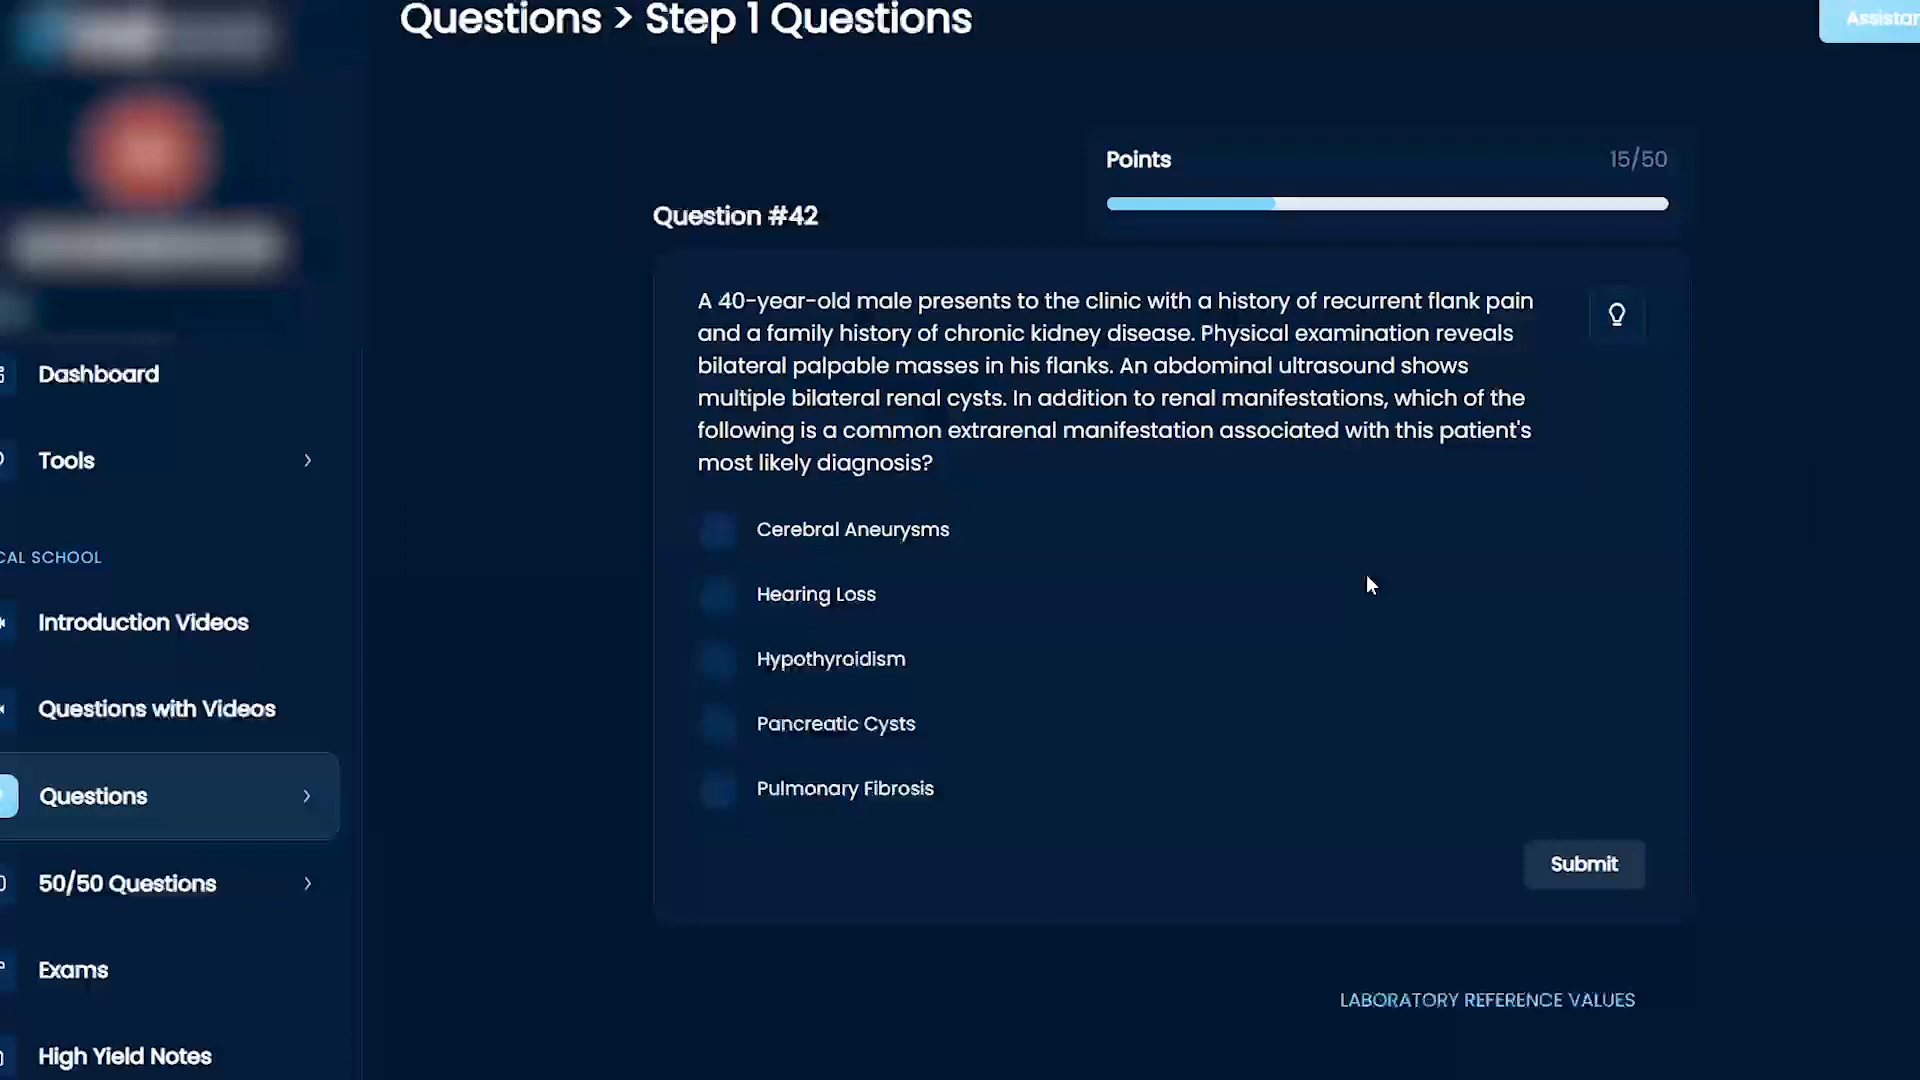 Questions > Step 1 Questions
Points
15/50
Question #42
A 40-year-old male presents to the clinic with a history of recurrent flank pain
and a family history of chronic kidney disease. Physical examination reveals
bilateral palpable masses in his flanks. An abdominal ultrasound shows
multiple bilateral renal cysts. In addition to renal manifestations, which of the
following is a common extrarenal manifestation associated with this patient's
most likely diagnosis?
Cerebral Aneurysms
Hearing Loss
Hypothyroidism
Pancreatic Cysts
Pulmonary Fibrosis
Submit
LABORATORY REFERENCE VALUES
Dashboard
Tools
CAL SCHOOL
Introduction Videos
Questions with Videos
Questions
50/50 Questions
Exams
High Yield Notes